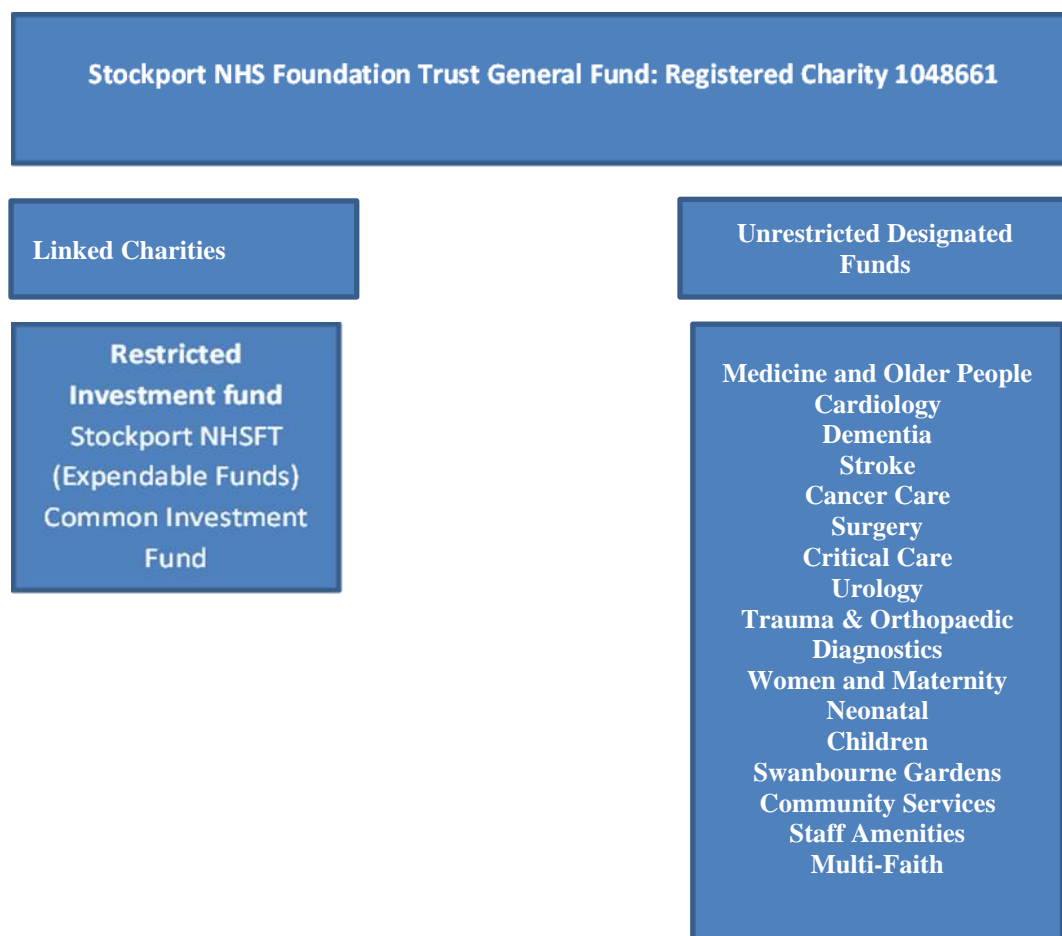 Stockport NHS Foundation Trust General Fund: Registered Charity 1048661
Linked Charities
Unrestricted Designated
Funds
Restricted
Investment fund
Stockport NHSFT
(Expendable Funds)
Common Investment
Fund
Medicine and Older People
Cardiology
Dementia
Stroke
Cancer Care
Surgery
Critical Care
Urology
Trauma & Orthopaedic
Diagnostics
Women and Maternity
Neonatal
Children
Swanbourne Gardens
Community Services
Staff Amenities
Multi-Faith